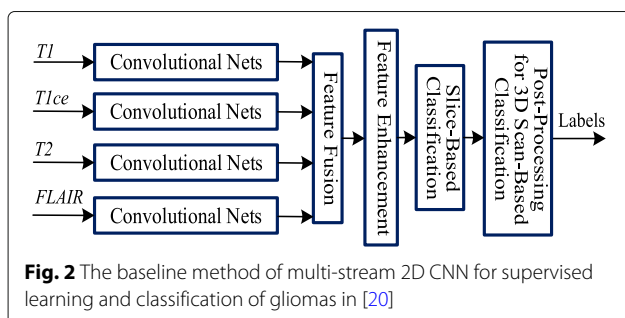 T1
Convolutional Nets
T1ce
Convolutional Nets
T2
Convolutional Nets
FLAIR
Convolutional Nets
Feature Fusion
Feature Enhancement
Slice-Based
Classification
Post-Processing
for 3D Scan-Based
Classification
Labels
Fig. 2 The baseline method of multi-stream 2D CNN for supervised
learning and classification of gliomas in [20]